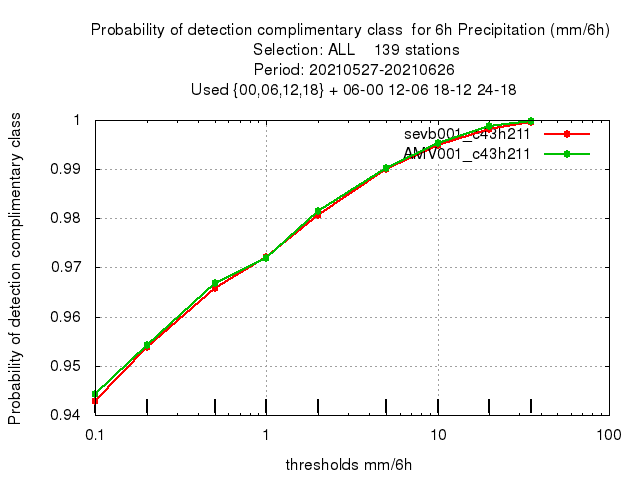 Probability of detection complimentary class  for 6h Precipitation (mm/6h)
Selection: ALL    139 stations
Period: 20210527-20210626
Used {00,06,12,18} + 06-00 12-06 18-12 24-18
Probability of detection complimentary class
1
0.99
0.98
0.97
0.96
0.95
0.94
sevb001_c43h211
AMV001_c43h211
0.1
1
10
100
thresholds mm/6h